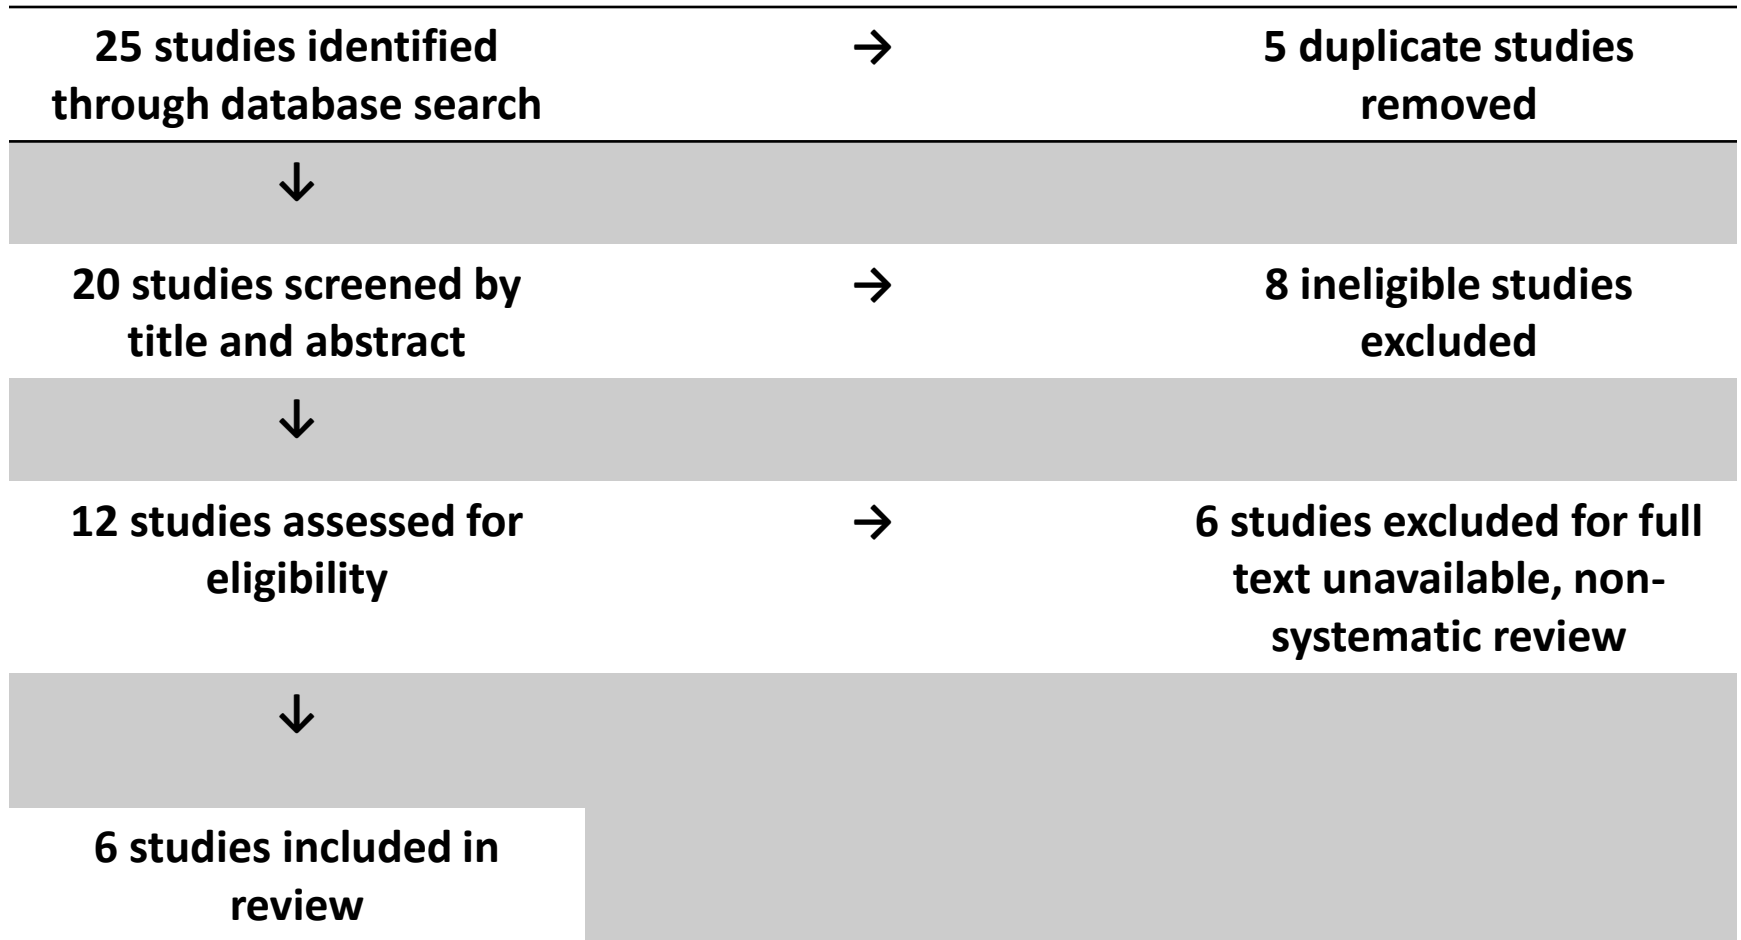 25 studies identified
through database search
→
5 duplicate studies
removed
↓
20 studies screened by
title and abstract
→
8 ineligible studies
excluded
↓
12 studies assessed for
eligibility
→
6 studies excluded for full
text unavailable, non-
systematic review
↓
6 studies included in
review